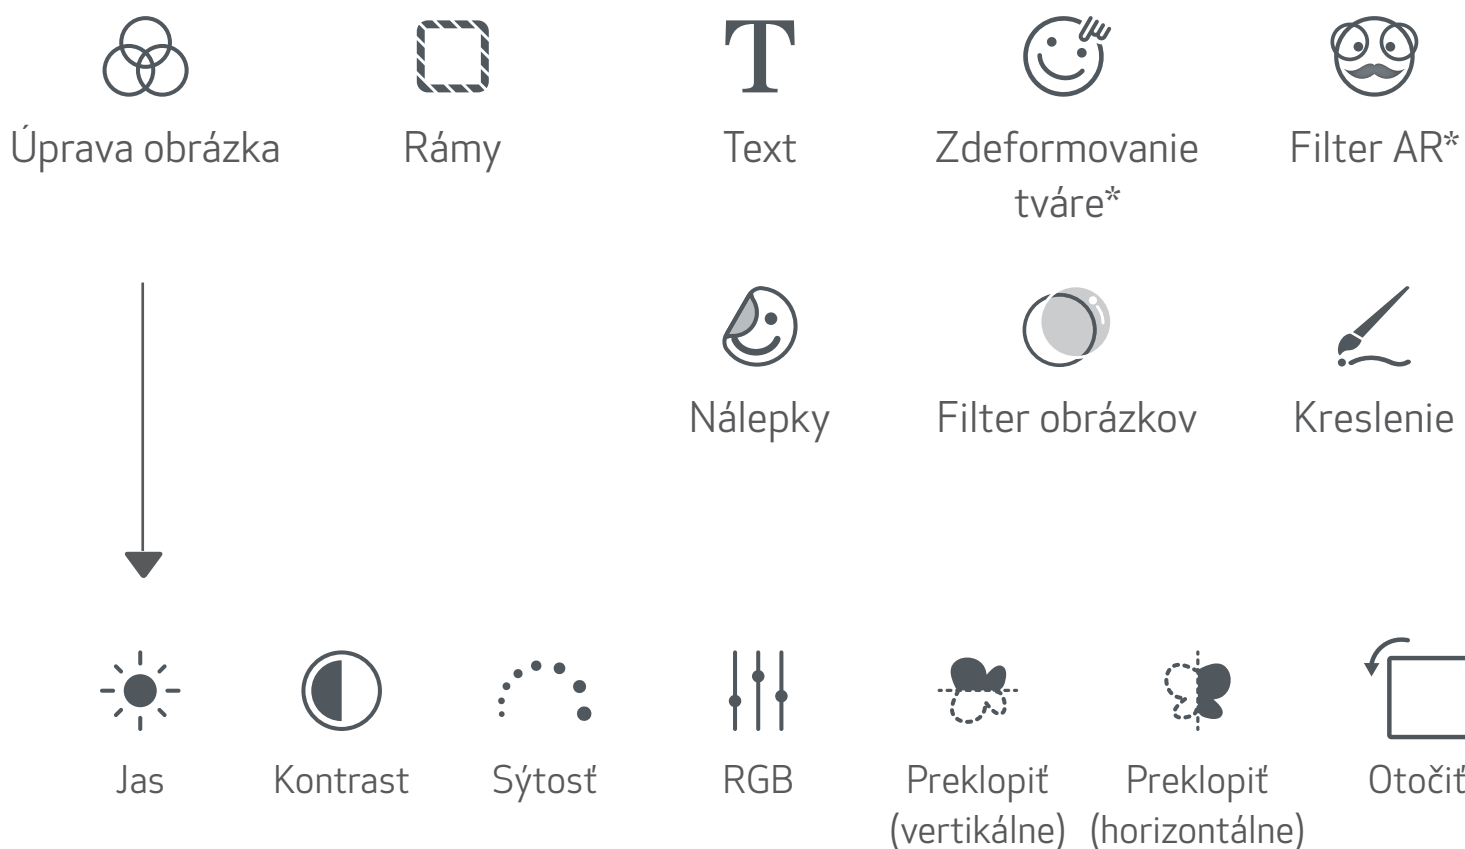 Úprava obrázka
Rámy
Text
Zdeformovanie
tváre*
Filter AR*
Nálepky
Filter obrázkov
Kreslenie
Jas
Kontrast
Sýtosť
RGB
Preklopiť
(vertikálne)
Preklopiť
(horizontálne)
Otočiť